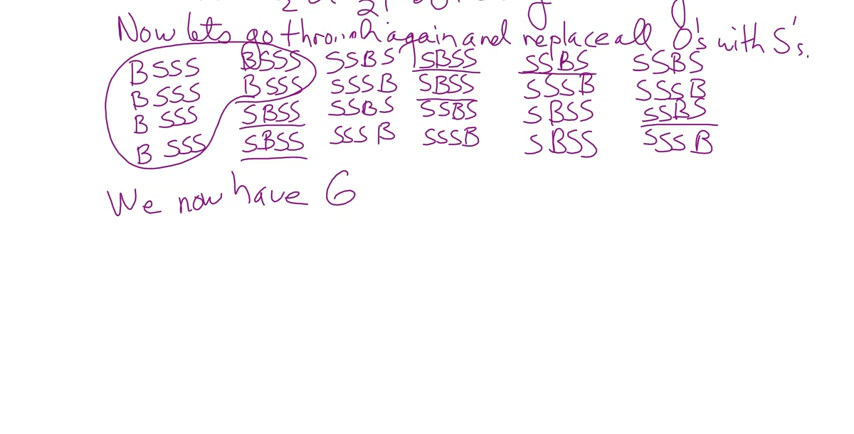 Now lets go through again and replace all O's with S's.
BSSS BSSS SSBS SBSS SSBS SSBS
BSSS BSSS SSSB SBSS SSSB SSSB
BSSS SBSS SSBS SSBS SBSS SSBS
BSSS SBSS SSSB SSSB SBSS SSSB
We now have 6